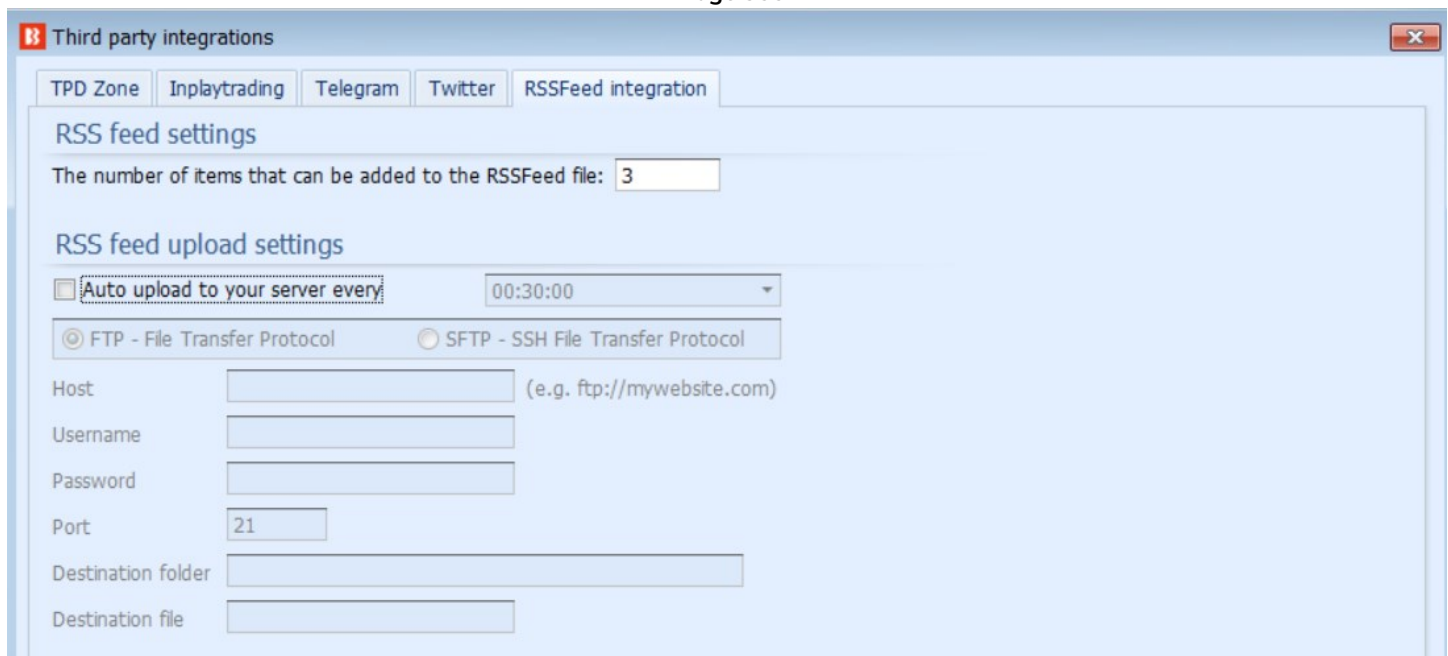 Third party integrations
TPD Zone Inplaytrading Telegram Twitter RSSFeed integration
RSS feed settings
The number of items that can be added to the RSSFeed file: 3
RSS feed upload settings
Auto upload to your server every 00:30:00
FTP - File Transfer Protocol SFTP - SSH File Transfer Protocol
Host (e.g. ftp://mywebsite.com)
Username
Password
Port 21
Destination folder
Destination file